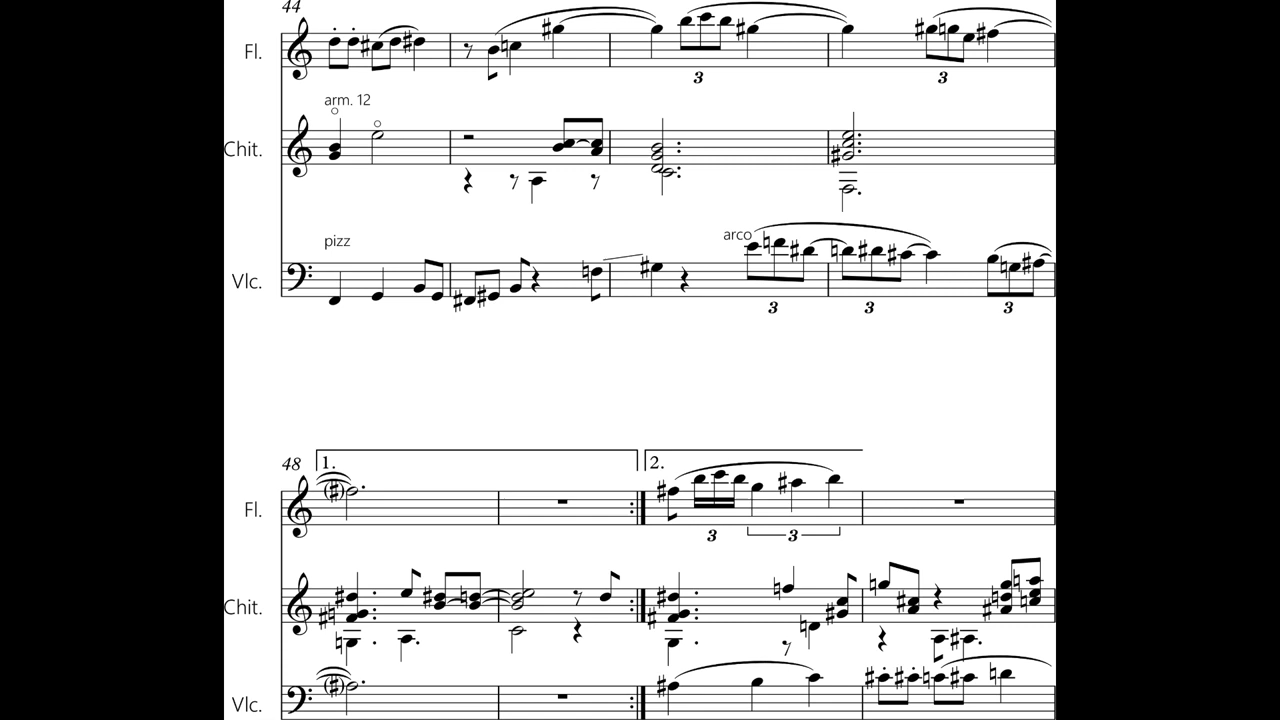 44
Fl.
3
3
arm. 12
Chit.
pizz
arco
Vlc.
3
3
3
48
1.
2.
Fl.
3
3
Chit.
Vlc.